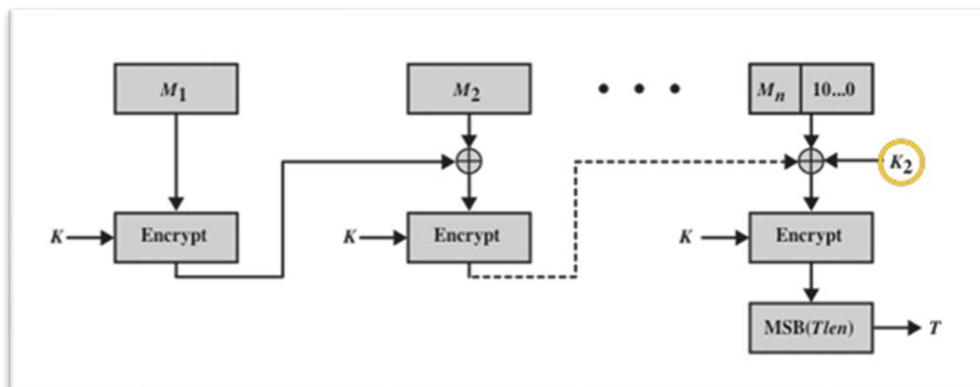 M1 M2 Mn 10...0
K2
K Encrypt K Encrypt K Encrypt
MSB(Tlen) T